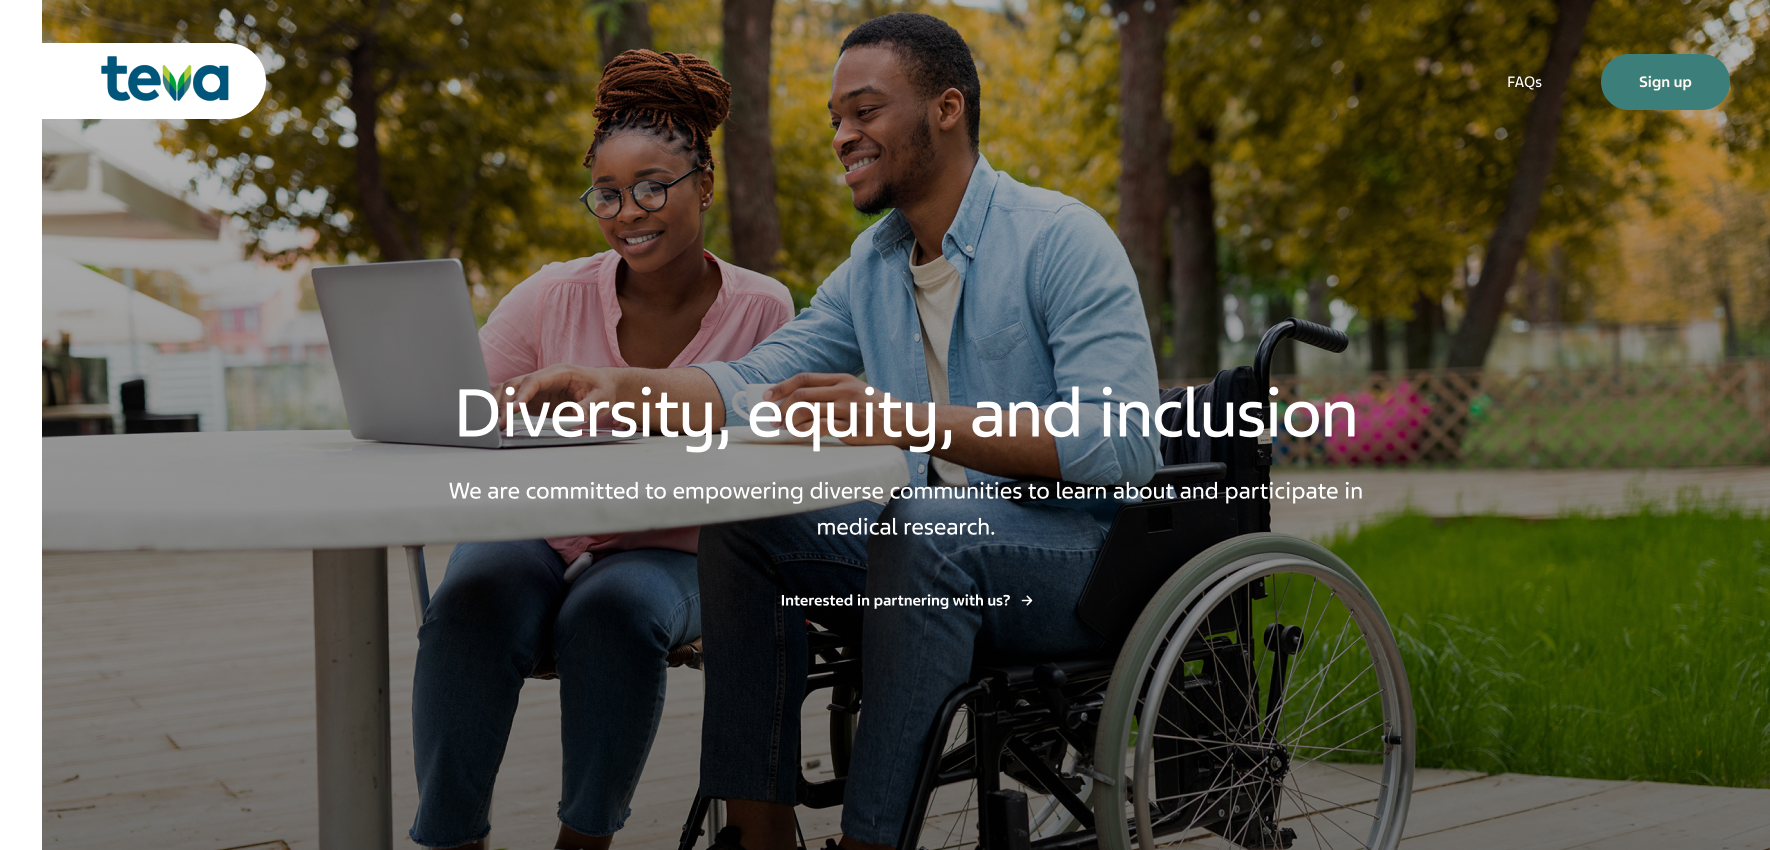 teva
FAQs
Sign up
Diversity, equity, and inclusion
We are committed to empowering diverse communities to learn about and participate in
medical research.
Interested in partnering with us? →